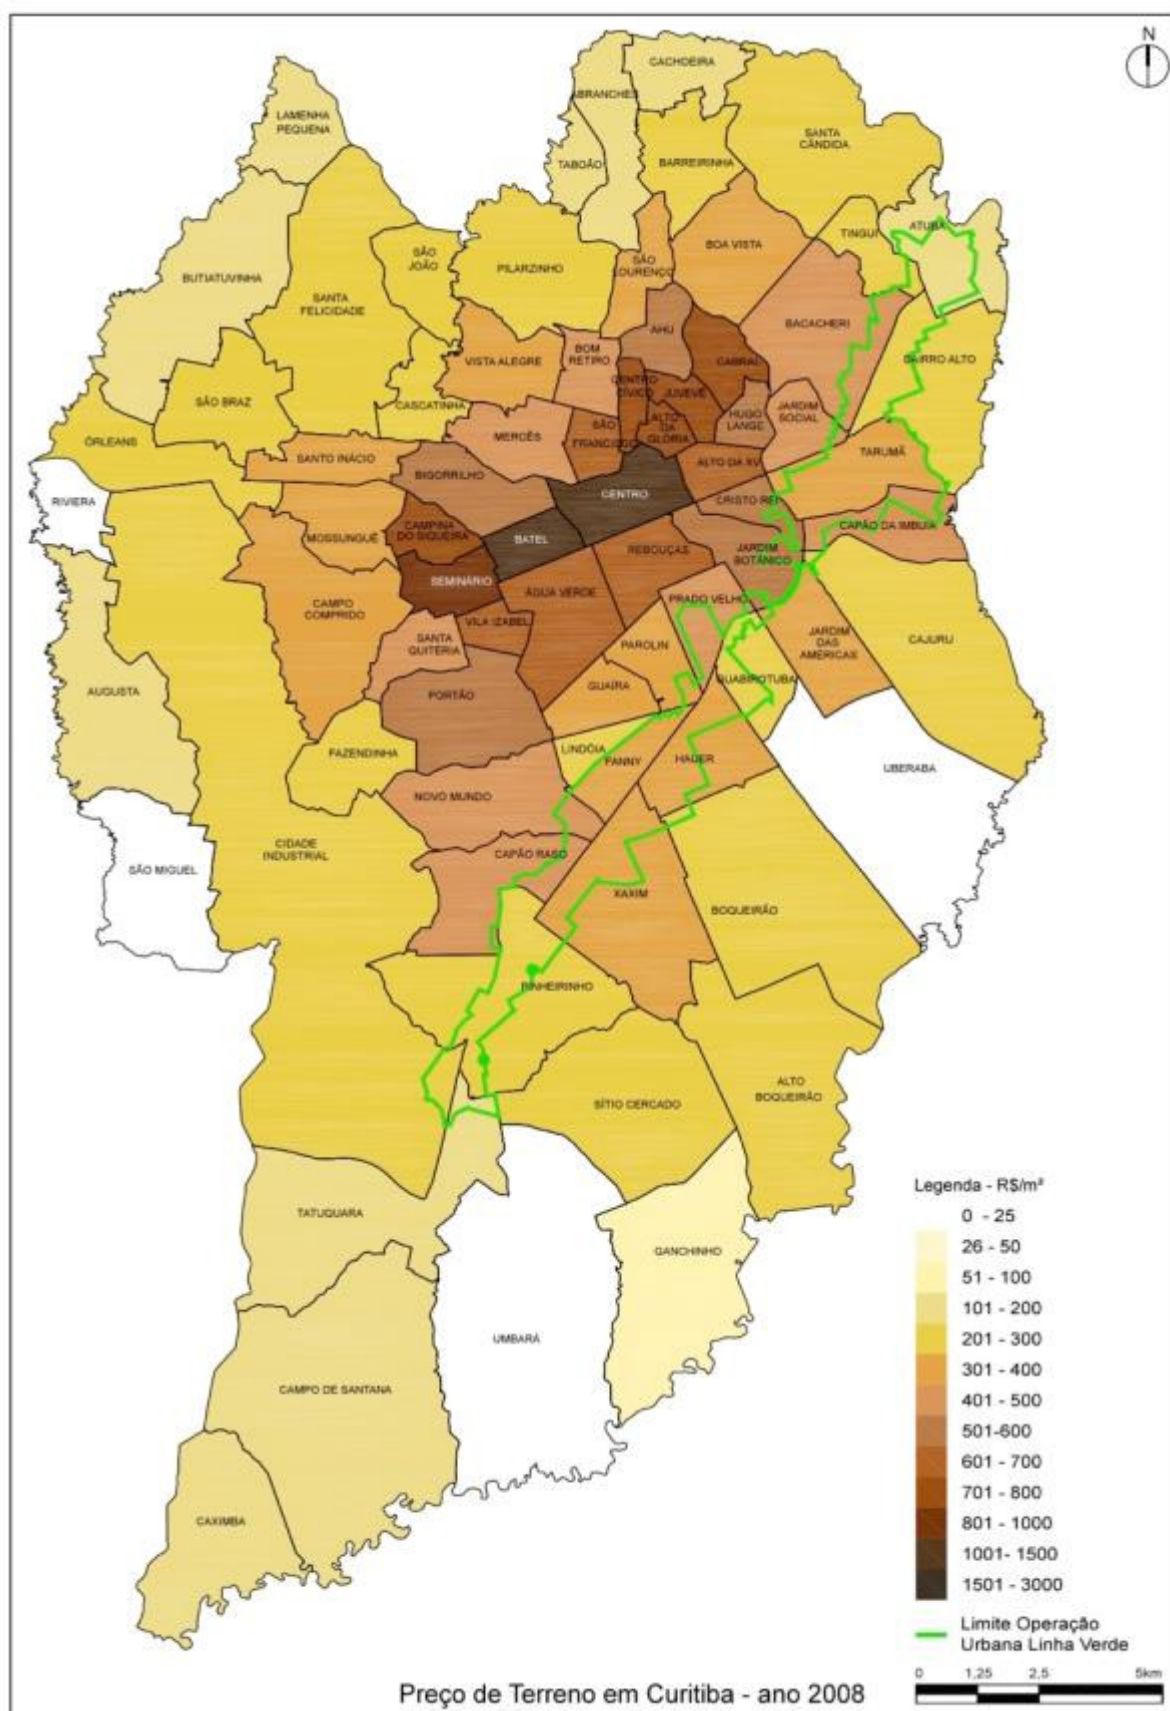 N
CACHOEIRA
ABRANCHES
LAMENHA
PEQUENA
SANTA
CÂNDIDA
TABOÃO
BARREIRINHA
ATUBA
TINGUI
BOA VISTA
SÃO
JOÃO
SÃO
LOURENÇO
PILARZINHO
BUTIATUVINHA
SANTA
FELICIDADE
BACACHERI
AHU
BOM
RETIRO
VISTA ALEGRE
CABRAL
BAIRRO ALTO
CENTRO
CÍVICO
JUVEVÊ
SÃO BRAZ
CASCATINHA
JARDIM
SOCIAL
HUGO
LANGE
ALTO
DA
GLÓRIA
SÃO
FRANCISCO
MERCÊS
ÓRLEANS
TARUMÃ
SANTO INÁCIO
ALTO DA XV
BIGORRILHO
CENTRO
CRISTO REI
RIVIERA
CAPÃO DA IMBUIA
CAMPINA
DO SIQUEIRA
MOSSUNGUÊ
BATEL
REBOUÇAS
JARDIM
BOTÂNICO
SEMINÁRIO
ÁGUA VERDE
PRADO VELHO
CAMPO
COMPRIDO
VILA IZABEL
SANTA
QUITÉRIA
PAROLIN
JARDIM
DAS
AMÉRICAS
CAJURU
GUABIROTUBA
GUAÍRA
AUGUSTA
PORTÃO
LINDÓIA
FAZENDINHA
FANNY
HAUER
UBERABA
NOVO MUNDO
CIDADE
INDUSTRIAL
CAPÃO RASO
SÃO MIGUEL
XAXIM
BOQUEIRÃO
PINHEIRINHO
ALTO
BOQUEIRÃO
SÍTIO CERCADO
TATUQUARA
GANCHINHO
UMBARÁ
CAMPO DE SANTANA
CAXIMBA
Legenda - R$/m²
0 - 25
26 - 50
51 - 100
101 - 200
201 - 300
301 - 400
401 - 500
501-600
601 - 700
701 - 800
801 - 1000
1001- 1500
1501 - 3000
Limite Operação
Urbana Linha Verde
0 1,25 2,5 5km
Preço de Terreno em Curitiba - ano 2008